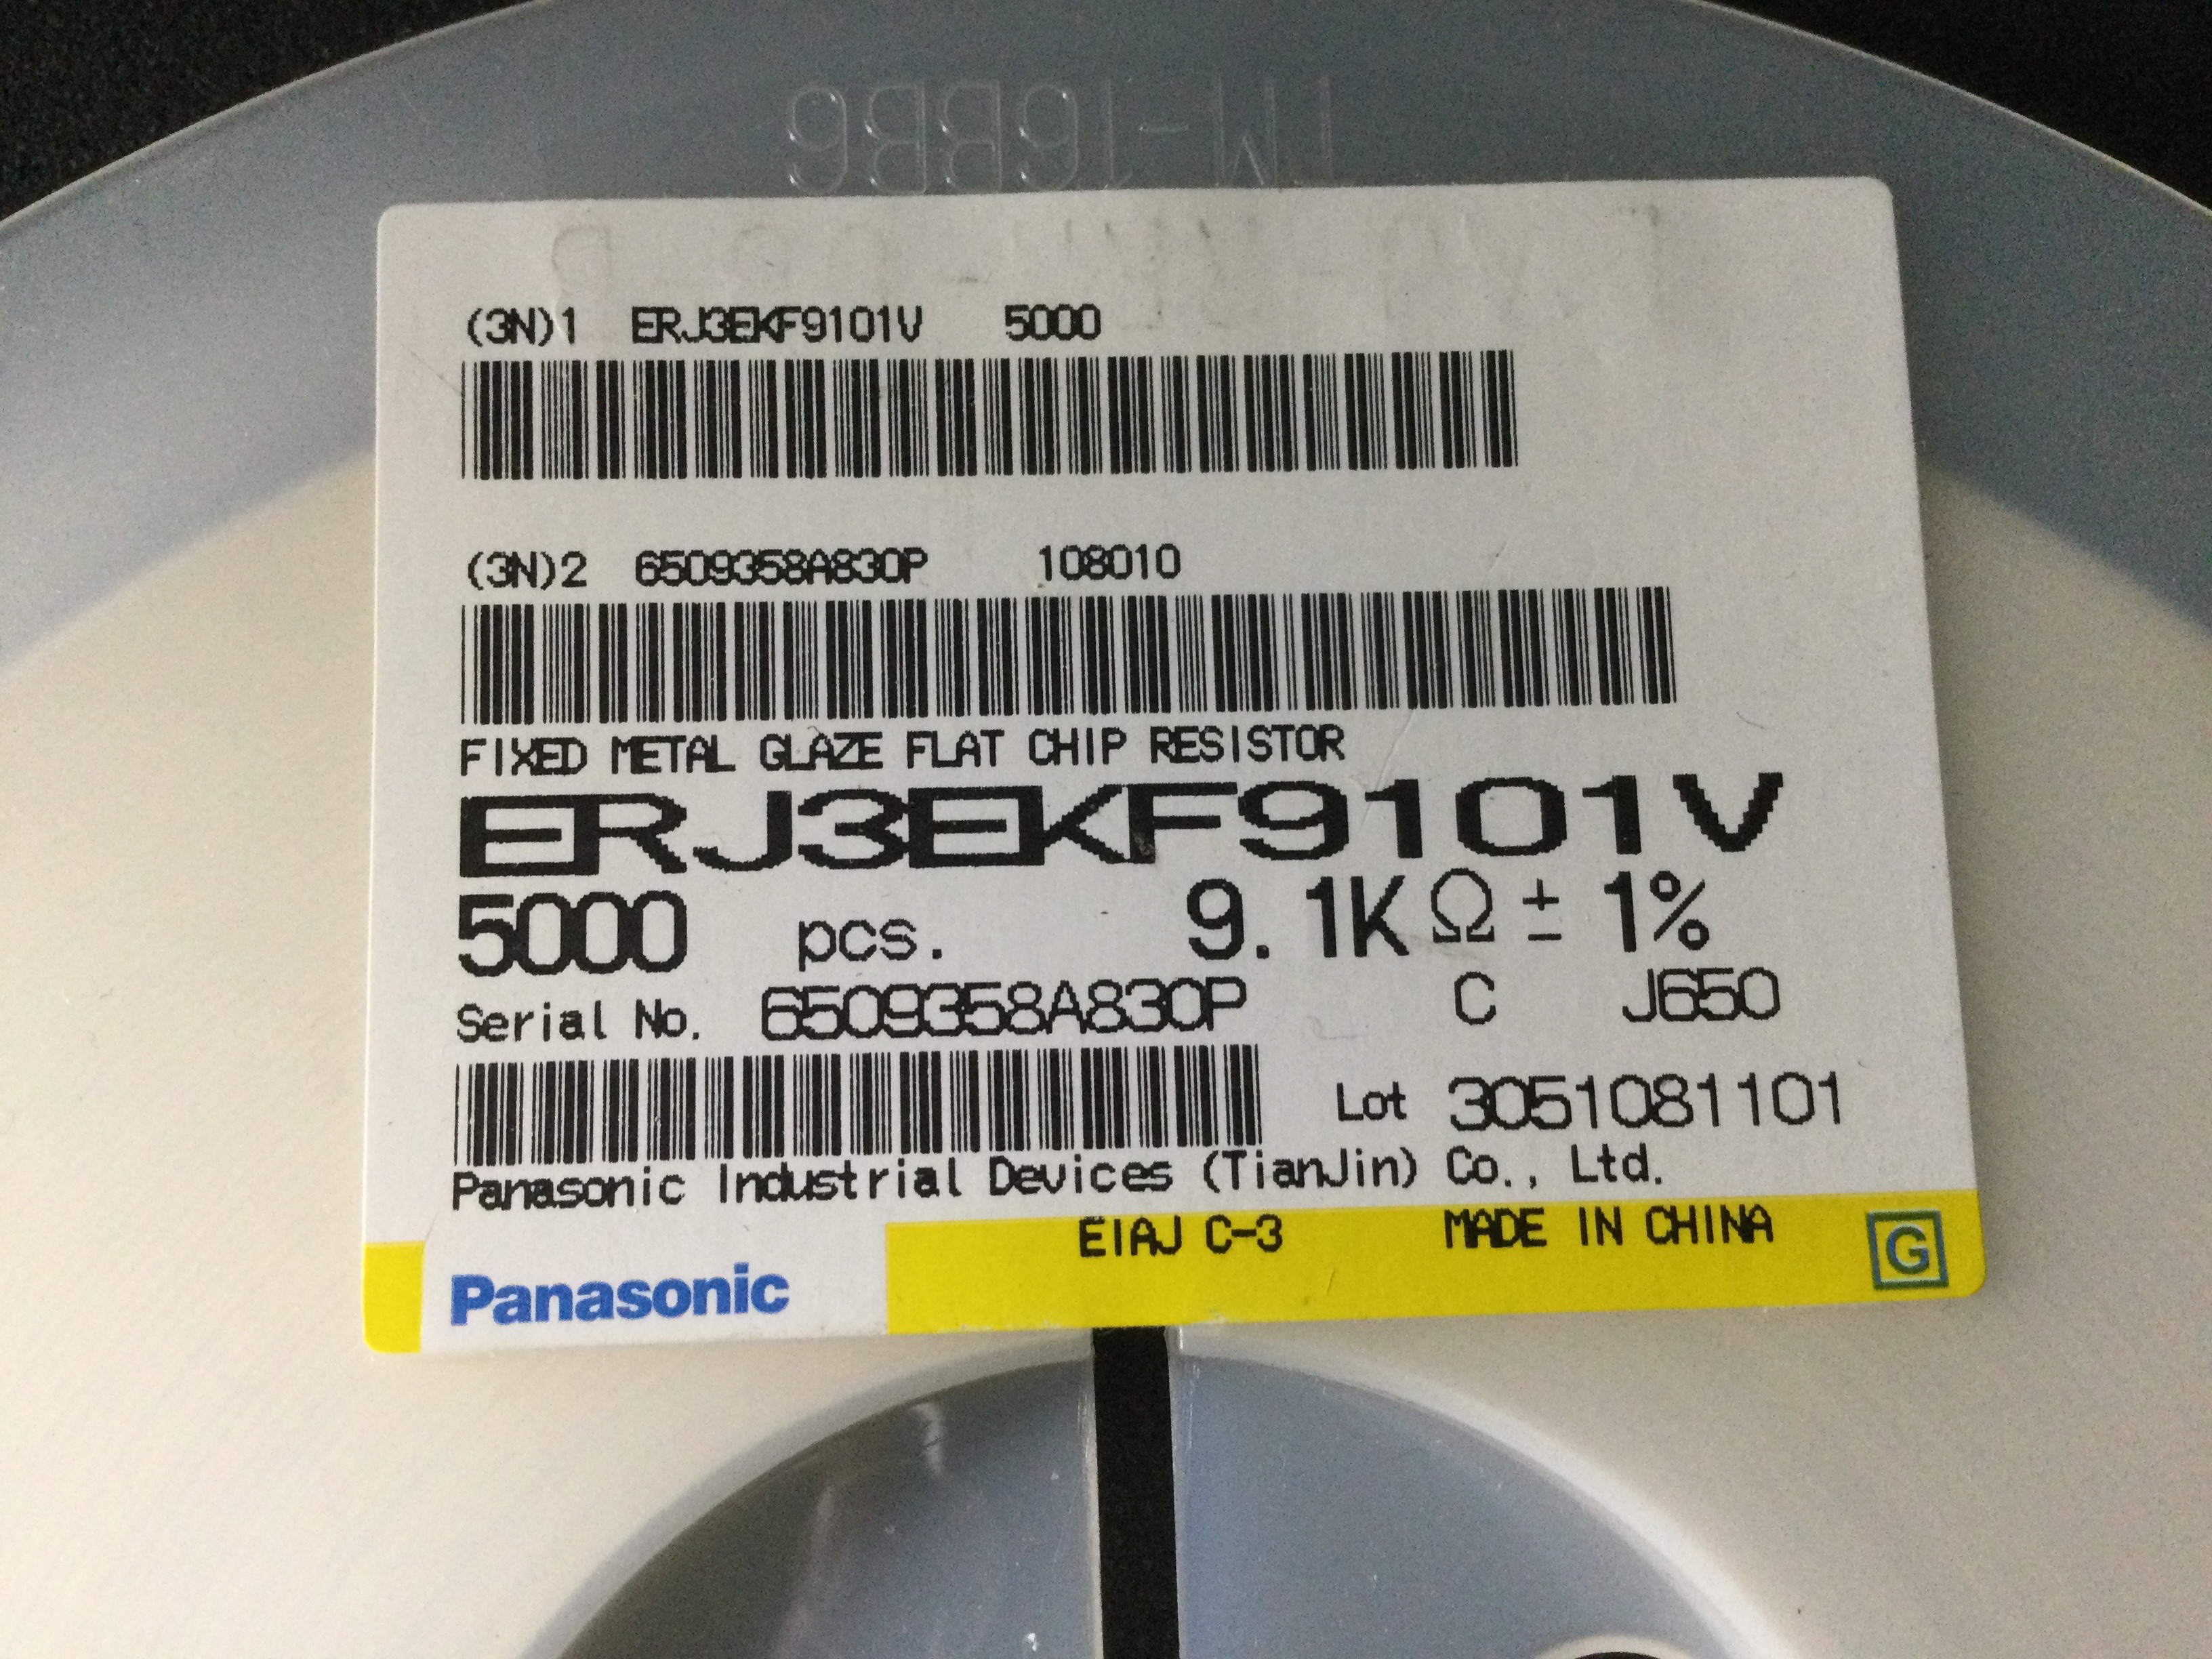 (3N)1 ERJ3EKF9101V 5000
(3N)2 6509358A830P 108010
FIXED METAL GLAZE FLAT CHIP RESISTOR
ERJ3EKF9101V
5000 pcs. 9.1KΩ ± 1%
Serial No. 6509358A830P C J650
Lot 3051081101
Panasonic Industrial Devices (TianJin) Co., Ltd.
EIAJ C-3 MADE IN CHINA G
Panasonic